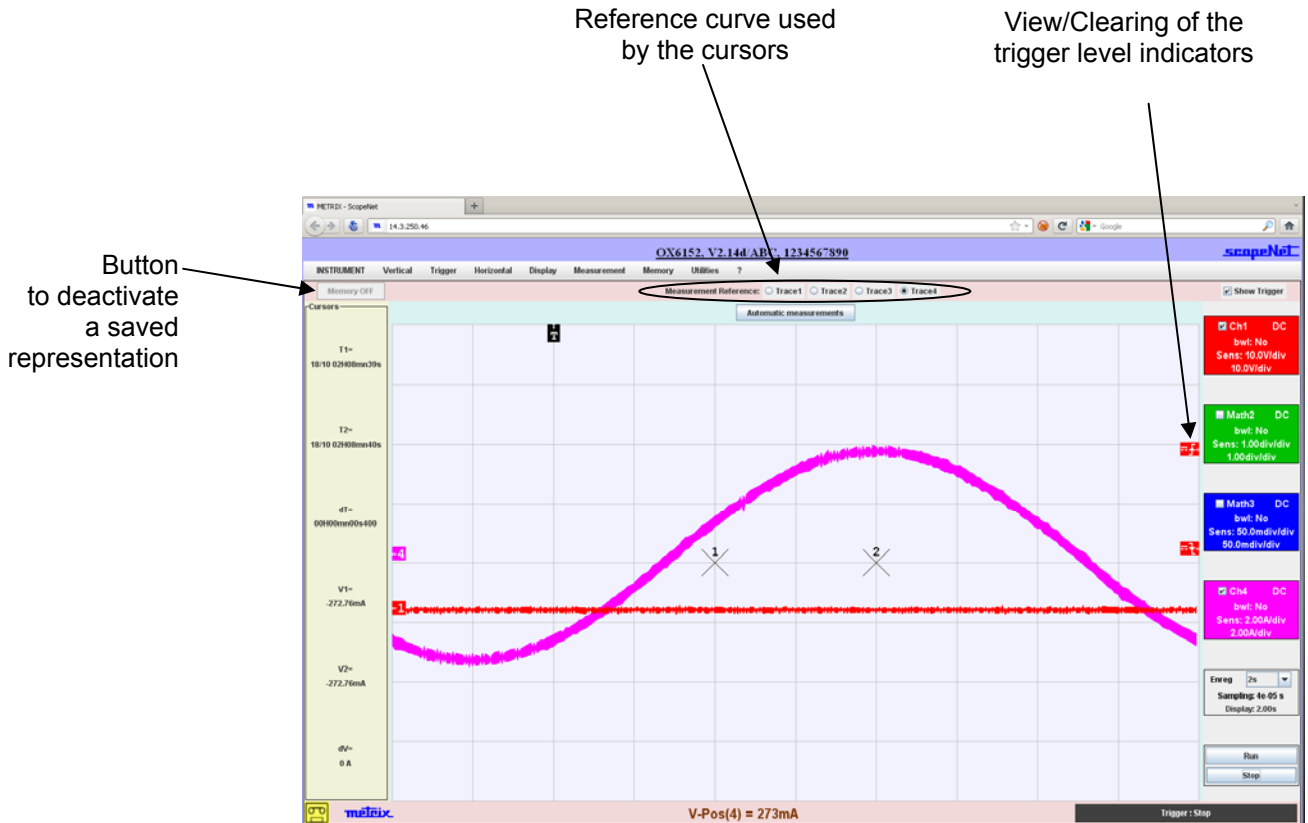 Reference curve used
by the cursors
View/Clearing of the
trigger level indicators
Button
to deactivate
a saved
representation
METRIX - ScopeNet
14.3.250.46
Google
OX6152, V2.14d/ABC, 1234567890
scopeNet
INSTRUMENT Vertical Trigger Horizontal Display Measurement Memory Utilities ?
Memory OFF
Measurement Reference: Trace1 Trace2 Trace3 Trace4
Show Trigger
Cursors
Automatic measurements
T1=
18/10 02H08mn39s
T2=
18/10 02H08mn40s
dT=
00H00mn00s400
V1=
-272.76mA
V2=
-272.76mA
dV=
0 A
T
4
1
1
2
Ch1 DC
bwl: No
Sens: 10.0V/div
10.0V/div
Math2 DC
bwl: No
Sens: 1.00div/div
1.00div/div
Math3 DC
bwl: No
Sens: 50.0mdiv/div
50.0mdiv/div
Ch4 DC
bwl: No
Sens: 2.00A/div
2.00A/div
Enreg 2s
Sampling: 4e-05 s
Display: 2.00s
Run
Stop
metrix
V-Pos(4) = 273mA
Trigger : Stop